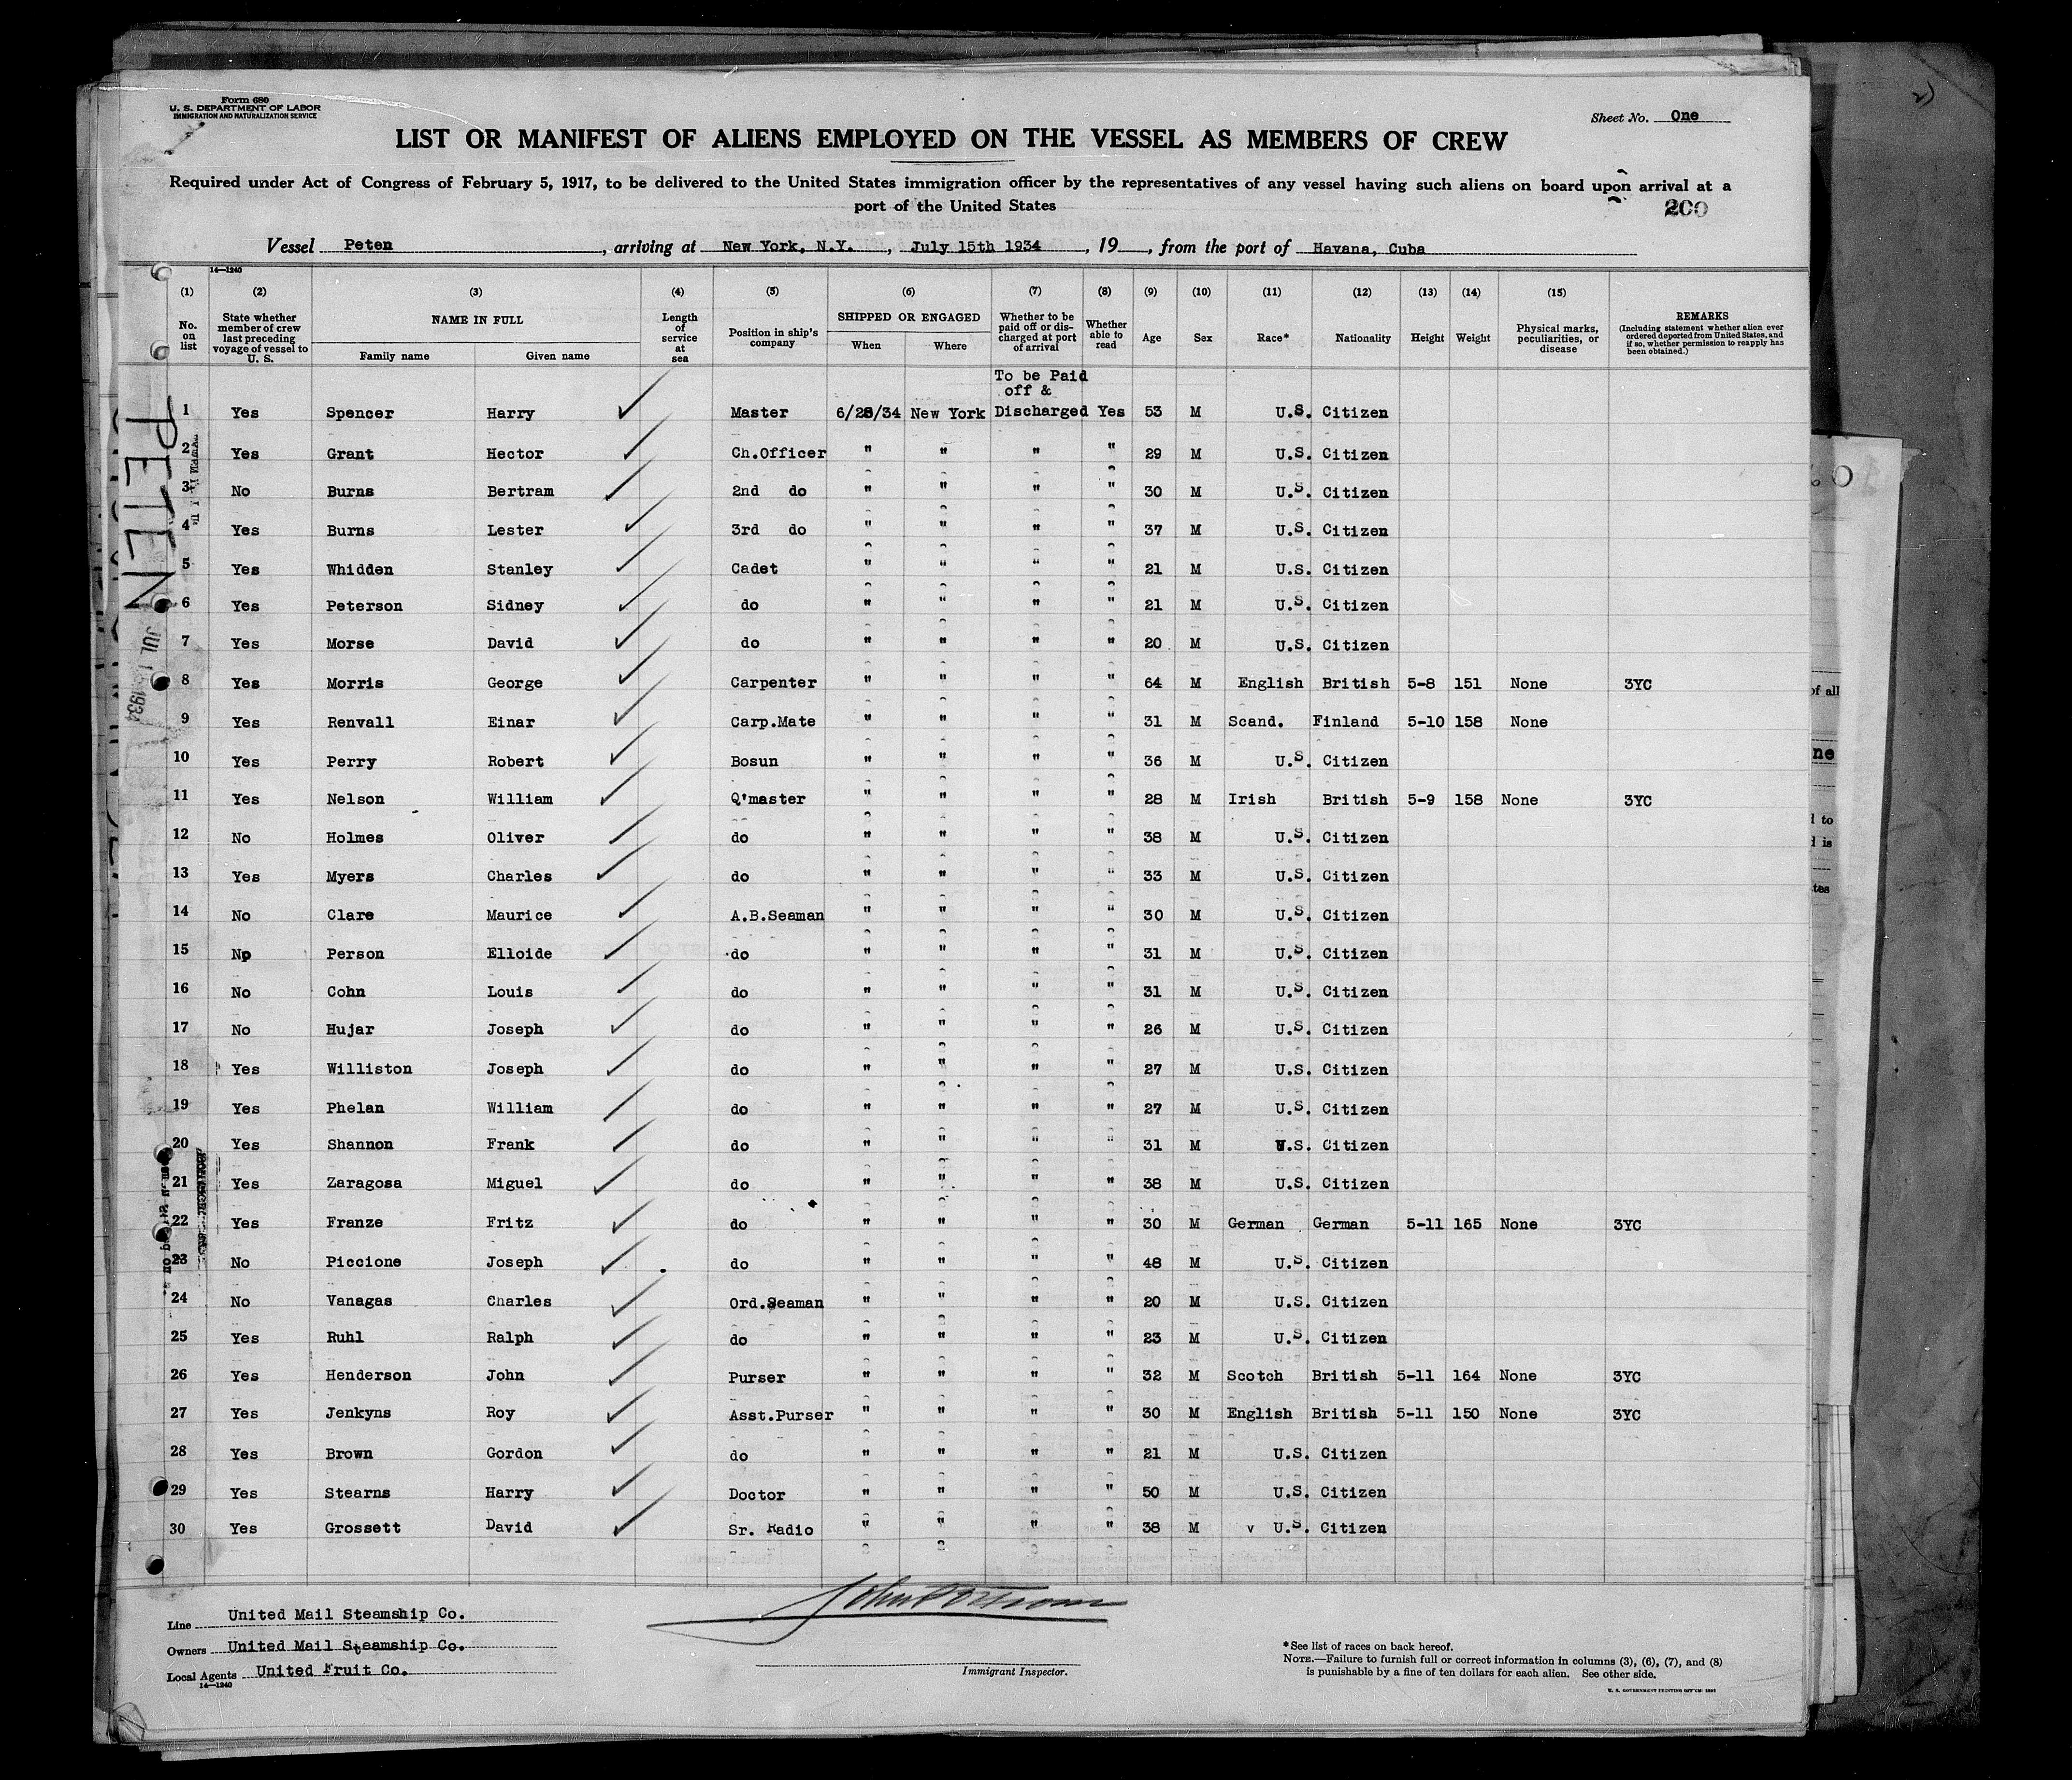 Form 680
U. S. DEPARTMENT OF LABOR
IMMIGRATION AND NATURALIZATION SERVICE
Sheet No. One
LIST OR MANIFEST OF ALIENS EMPLOYED ON THE VESSEL AS MEMBERS OF CREW
Required under Act of Congress of February 5, 1917, to be delivered to the United States immigration officer by the representatives of any vessel having such aliens on board upon arrival at a
port of the United States
200
Vessel Peten, arriving at New York, N.Y., July 15th 1934, 19, from the port of Havana, Cuba
14—1240
(1) (2) (3) (4) (5) (6) (7) (8) (9) (10) (11) (12) (13) (14) (15)
No. on list
State whether member of crew last preceding voyage of vessel to U. S.
NAME IN FULL
Family name Given name
Length of service at sea
Position in ship's company
SHIPPED OR ENGAGED
When Where
Whether to be paid off or discharged at port of arrival
Whether able to read
Age Sex Race* Nationality Height Weight
Physical marks, peculiarities, or disease
REMARKS
(Including statement whether alien ever ordered deported from United States, and if so, whether permission to reapply has been obtained.)
To be Paid
off &
1 Yes Spencer Harry Master 6/28/34 New York Discharged Yes 53 M U.S. Citizen
2 Yes Grant Hector Ch.Officer " " " " 29 M U.S. Citizen
3 No Burns Bertram 2nd do " " " " 30 M U.S. Citizen
4 Yes Burns Lester 3rd do " " " " 37 M U.S. Citizen
5 Yes Whidden Stanley Cadet " " " " 21 M U.S. Citizen
6 Yes Peterson Sidney do " " " " 21 M U.S. Citizen
7 Yes Morse David do " " " " 20 M U.S. Citizen
8 Yes Morris George Carpenter " " " " 64 M English British 5-8 151 None 3YC
9 Yes Renvall Einar Carp.Mate " " " " 31 M Scand. Finland 5-10 158 None
10 Yes Perry Robert Bosun " " " " 36 M U.S. Citizen
11 Yes Nelson William Q'master " " " " 28 M Irish British 5-9 158 None 3YC
12 No Holmes Oliver do " " " " 38 M U.S. Citizen
13 Yes Myers Charles do " " " " 33 M U.S. Citizen
14 No Clare Maurice A.B.Seaman " " " " 30 M U.S. Citizen
15 No Person Elloide do " " " " 31 M U.S. Citizen
16 No Cohn Louis do " " " " 31 M U.S. Citizen
17 No Hujar Joseph do " " " " 26 M U.S. Citizen
18 Yes Williston Joseph do " " " " 27 M U.S. Citizen
19 Yes Phelan William do " " " " 27 M U.S. Citizen
20 Yes Shannon Frank do " " " " 31 M U.S. Citizen
21 Yes Zaragosa Miguel do " " " " 38 M U.S. Citizen
22 Yes Franze Fritz do " " " " 30 M German German 5-11 165 None 3YC
23 No Piccione Joseph do " " " " 48 M U.S. Citizen
24 No Vanagas Charles Ord.Seaman " " " " 20 M U.S. Citizen
25 Yes Ruhl Ralph do " " " " 23 M U.S. Citizen
26 Yes Henderson John Purser " " " " 32 M Scotch British 5-11 164 None 3YC
27 Yes Jenkyns Roy Asst.Purser " " " " 30 M English British 5-11 150 None 3YC
28 Yes Brown Gordon do " " " " 21 M U.S. Citizen
29 Yes Stearns Harry Doctor " " " " 50 M U.S. Citizen
30 Yes Grossett David Sr. Radio " " " " 38 M v U.S. Citizen
PETEN
JUL 1934
Line United Mail Steamship Co.
Owners United Mail Steamship Co.
Local Agents United Fruit Co.
14—1240
Immigrant Inspector.
*See list of races on back hereof.
NOTE.—Failure to furnish full or correct information in columns (3), (6), (7), and (8)
is punishable by a fine of ten dollars for each alien. See other side.
U. S. GOVERNMENT PRINTING OFFICE
of all
ne